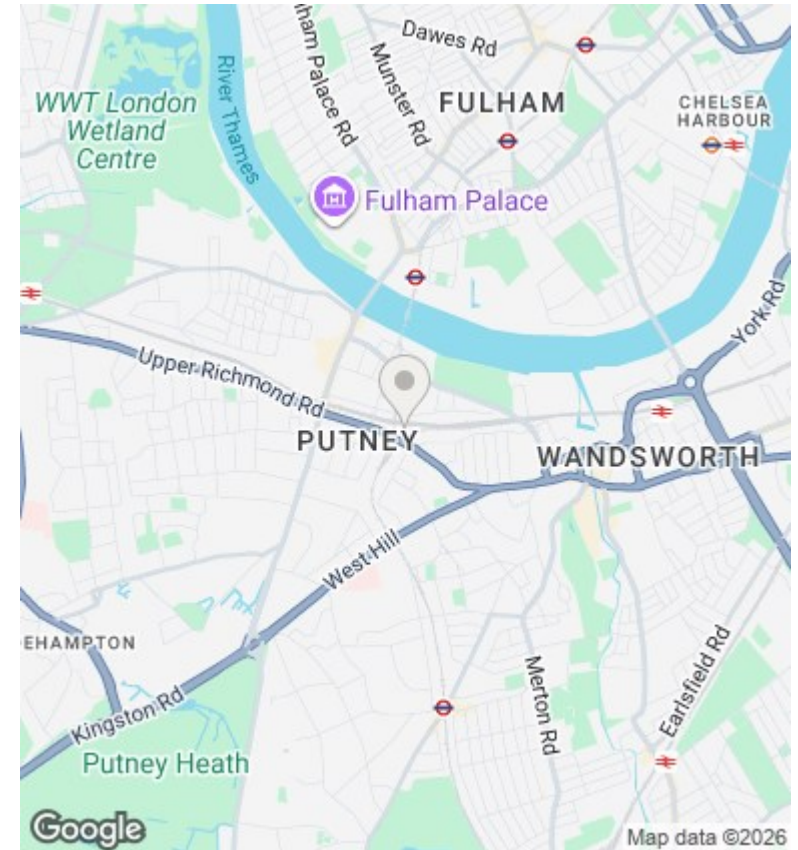 Dawes Rd
ham Palace Rd
Munster Rd
FULHAM
CHELSEA
HARBOUR
WWT London
Wetland
Centre
River Thames
Fulham Palace
York Rd
Upper Richmond Rd
PUTNEY
WANDSWORTH
West Hill
EHAMPTON
Merton Rd
Earlsfield Rd
Kingston Rd
Putney Heath
Google
Map data ©2026